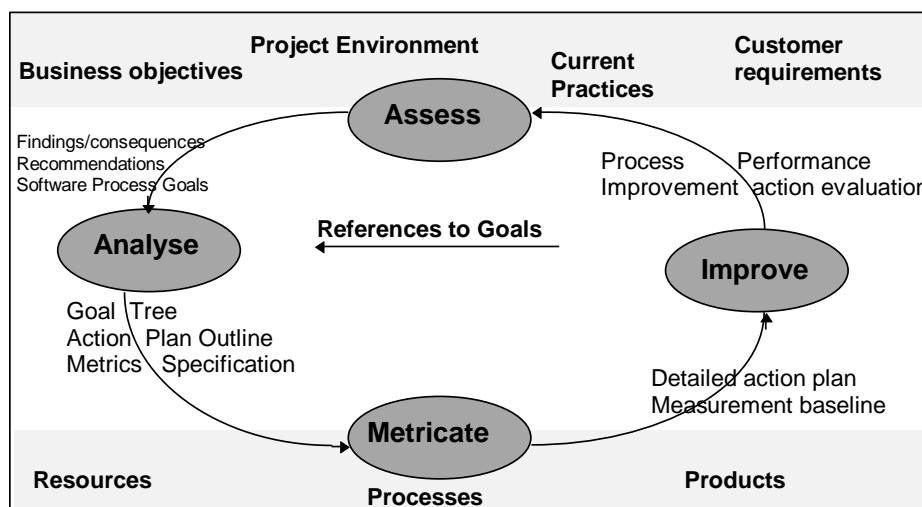 Project Environment
Business objectives
Current
Practices
Customer
requirements
Assess
Findings/consequences
Recommendations
Software Process Goals
Process Performance
Improvement action evaluation
References to Goals
Analyse
Improve
Goal Tree
Action Plan Outline
Metrics Specification
Detailed action plan
Measurement baseline
Metricate
Resources
Processes
Products